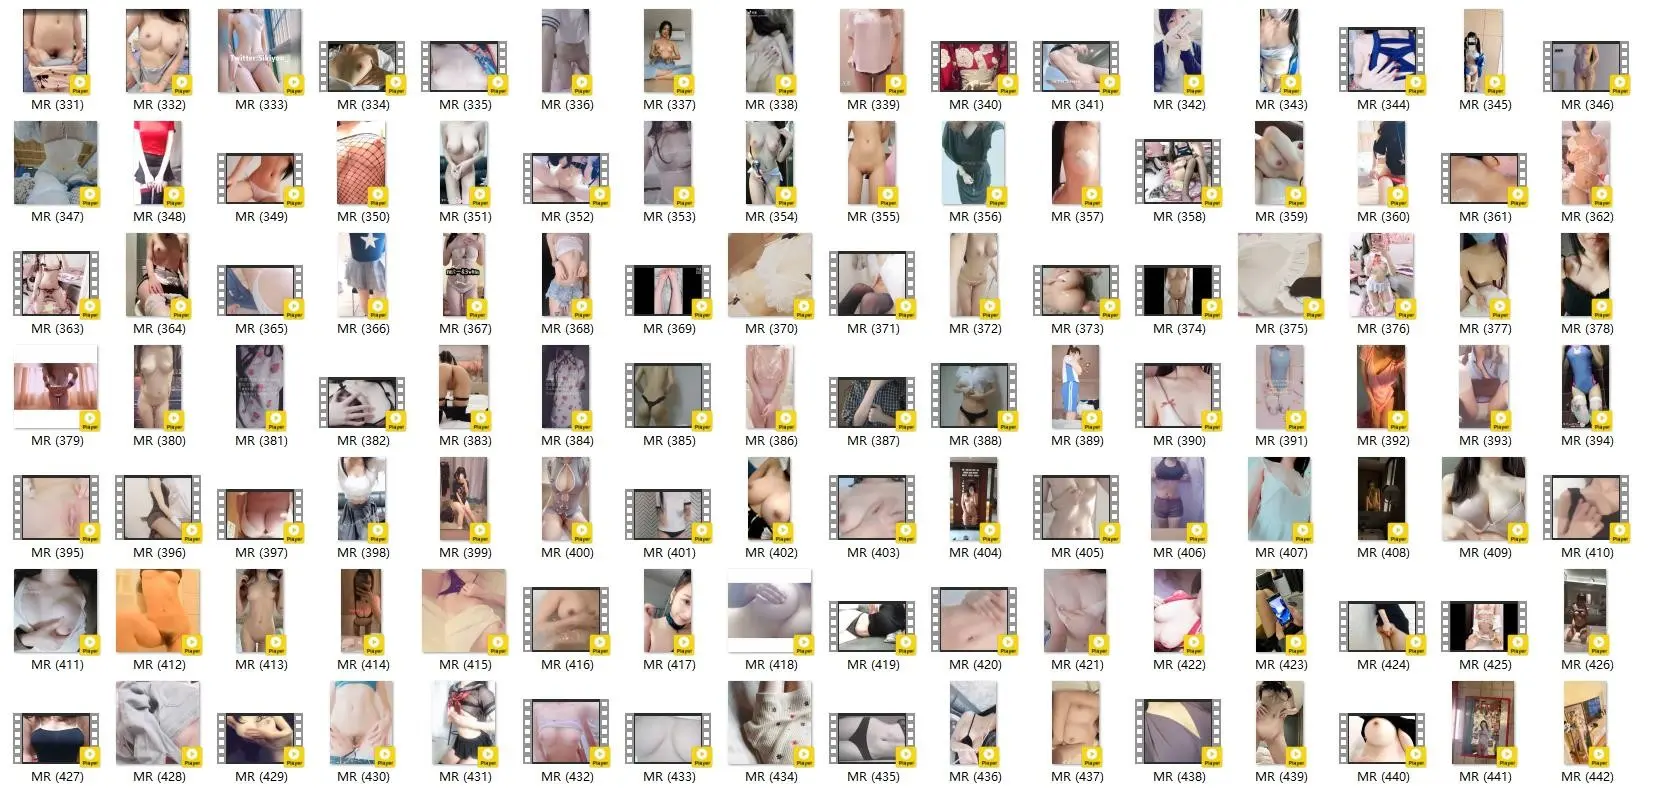 MR (331) MR (332) MR (333) MR (334) MR (335) MR (336) MR (337) MR (338) MR (339) MR (340) MR (341) MR (342) MR (343) MR (344) MR (345) MR (346)
MR (347) MR (348) MR (349) MR (350) MR (351) MR (352) MR (353) MR (354) MR (355) MR (356) MR (357) MR (358) MR (359) MR (360) MR (361) MR (362)
MR (363) MR (364) MR (365) MR (366) MR (367) MR (368) MR (369) MR (370) MR (371) MR (372) MR (373) MR (374) MR (375) MR (376) MR (377) MR (378)
MR (379) MR (380) MR (381) MR (382) MR (383) MR (384) MR (385) MR (386) MR (387) MR (388) MR (389) MR (390) MR (391) MR (392) MR (393) MR (394)
MR (395) MR (396) MR (397) MR (398) MR (399) MR (400) MR (401) MR (402) MR (403) MR (404) MR (405) MR (406) MR (407) MR (408) MR (409) MR (410)
MR (411) MR (412) MR (413) MR (414) MR (415) MR (416) MR (417) MR (418) MR (419) MR (420) MR (421) MR (422) MR (423) MR (424) MR (425) MR (426)
MR (427) MR (428) MR (429) MR (430) MR (431) MR (432) MR (433) MR (434) MR (435) MR (436) MR (437) MR (438) MR (439) MR (440) MR (441) MR (442)